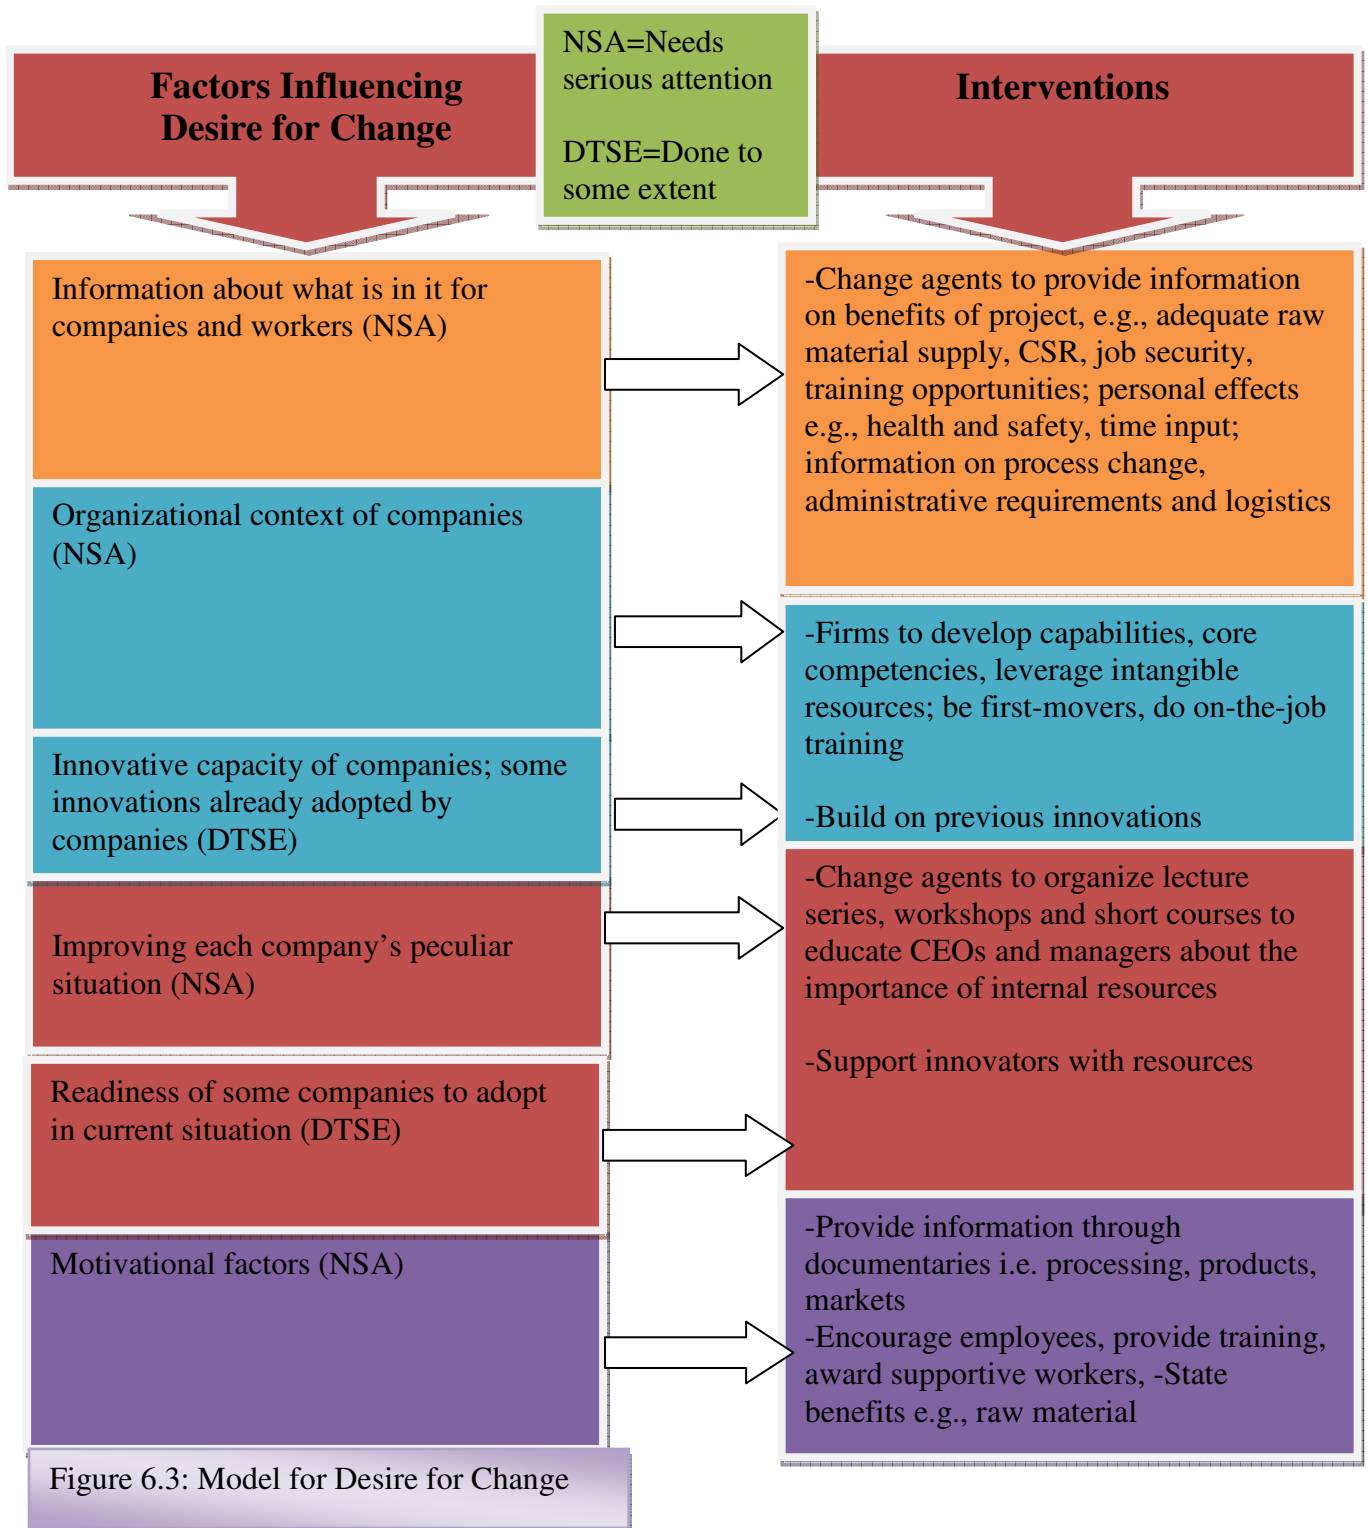 Factors Influencing
Desire for Change
NSA=Needs
serious attention
DTSE=Done to
some extent
Interventions
Information about what is in it for
companies and workers (NSA)
-Change agents to provide information
on benefits of project, e.g., adequate raw
material supply, CSR, job security,
training opportunities; personal effects
e.g., health and safety, time input;
information on process change,
administrative requirements and logistics
Organizational context of companies
(NSA)
-Firms to develop capabilities, core
competencies, leverage intangible
resources; be first-movers, do on-the-job
training
Innovative capacity of companies; some
innovations already adopted by
companies (DTSE)
-Build on previous innovations
Improving each company’s peculiar
situation (NSA)
-Change agents to organize lecture
series, workshops and short courses to
educate CEOs and managers about the
importance of internal resources
-Support innovators with resources
Readiness of some companies to adopt
in current situation (DTSE)
Motivational factors (NSA)
-Provide information through
documentaries i.e. processing, products,
markets
-Encourage employees, provide training,
award supportive workers, -State
benefits e.g., raw material
Figure 6.3: Model for Desire for Change